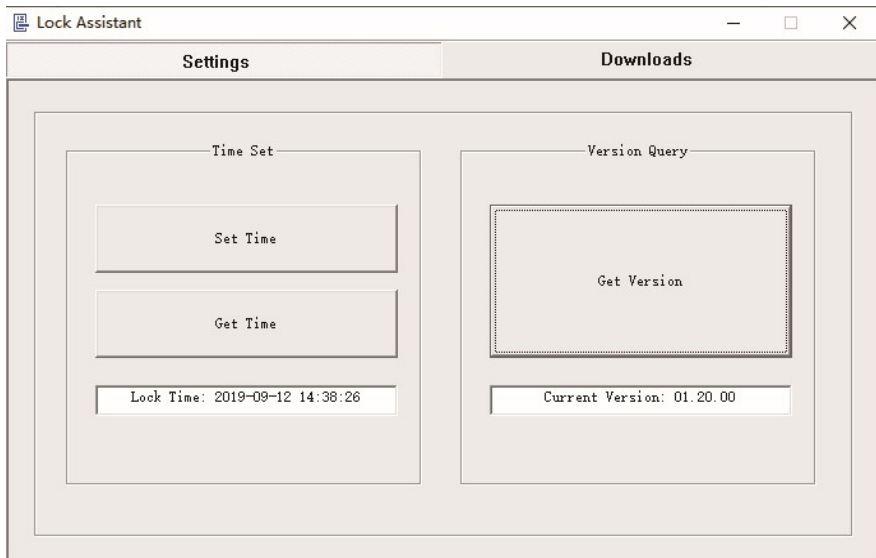 Lock Assistant
Settings
Downloads
Time Set
Set Time
Get Time
Lock Time: 2019-09-12 14:38:26
Version Query
Get Version
Current Version: 01.20.00